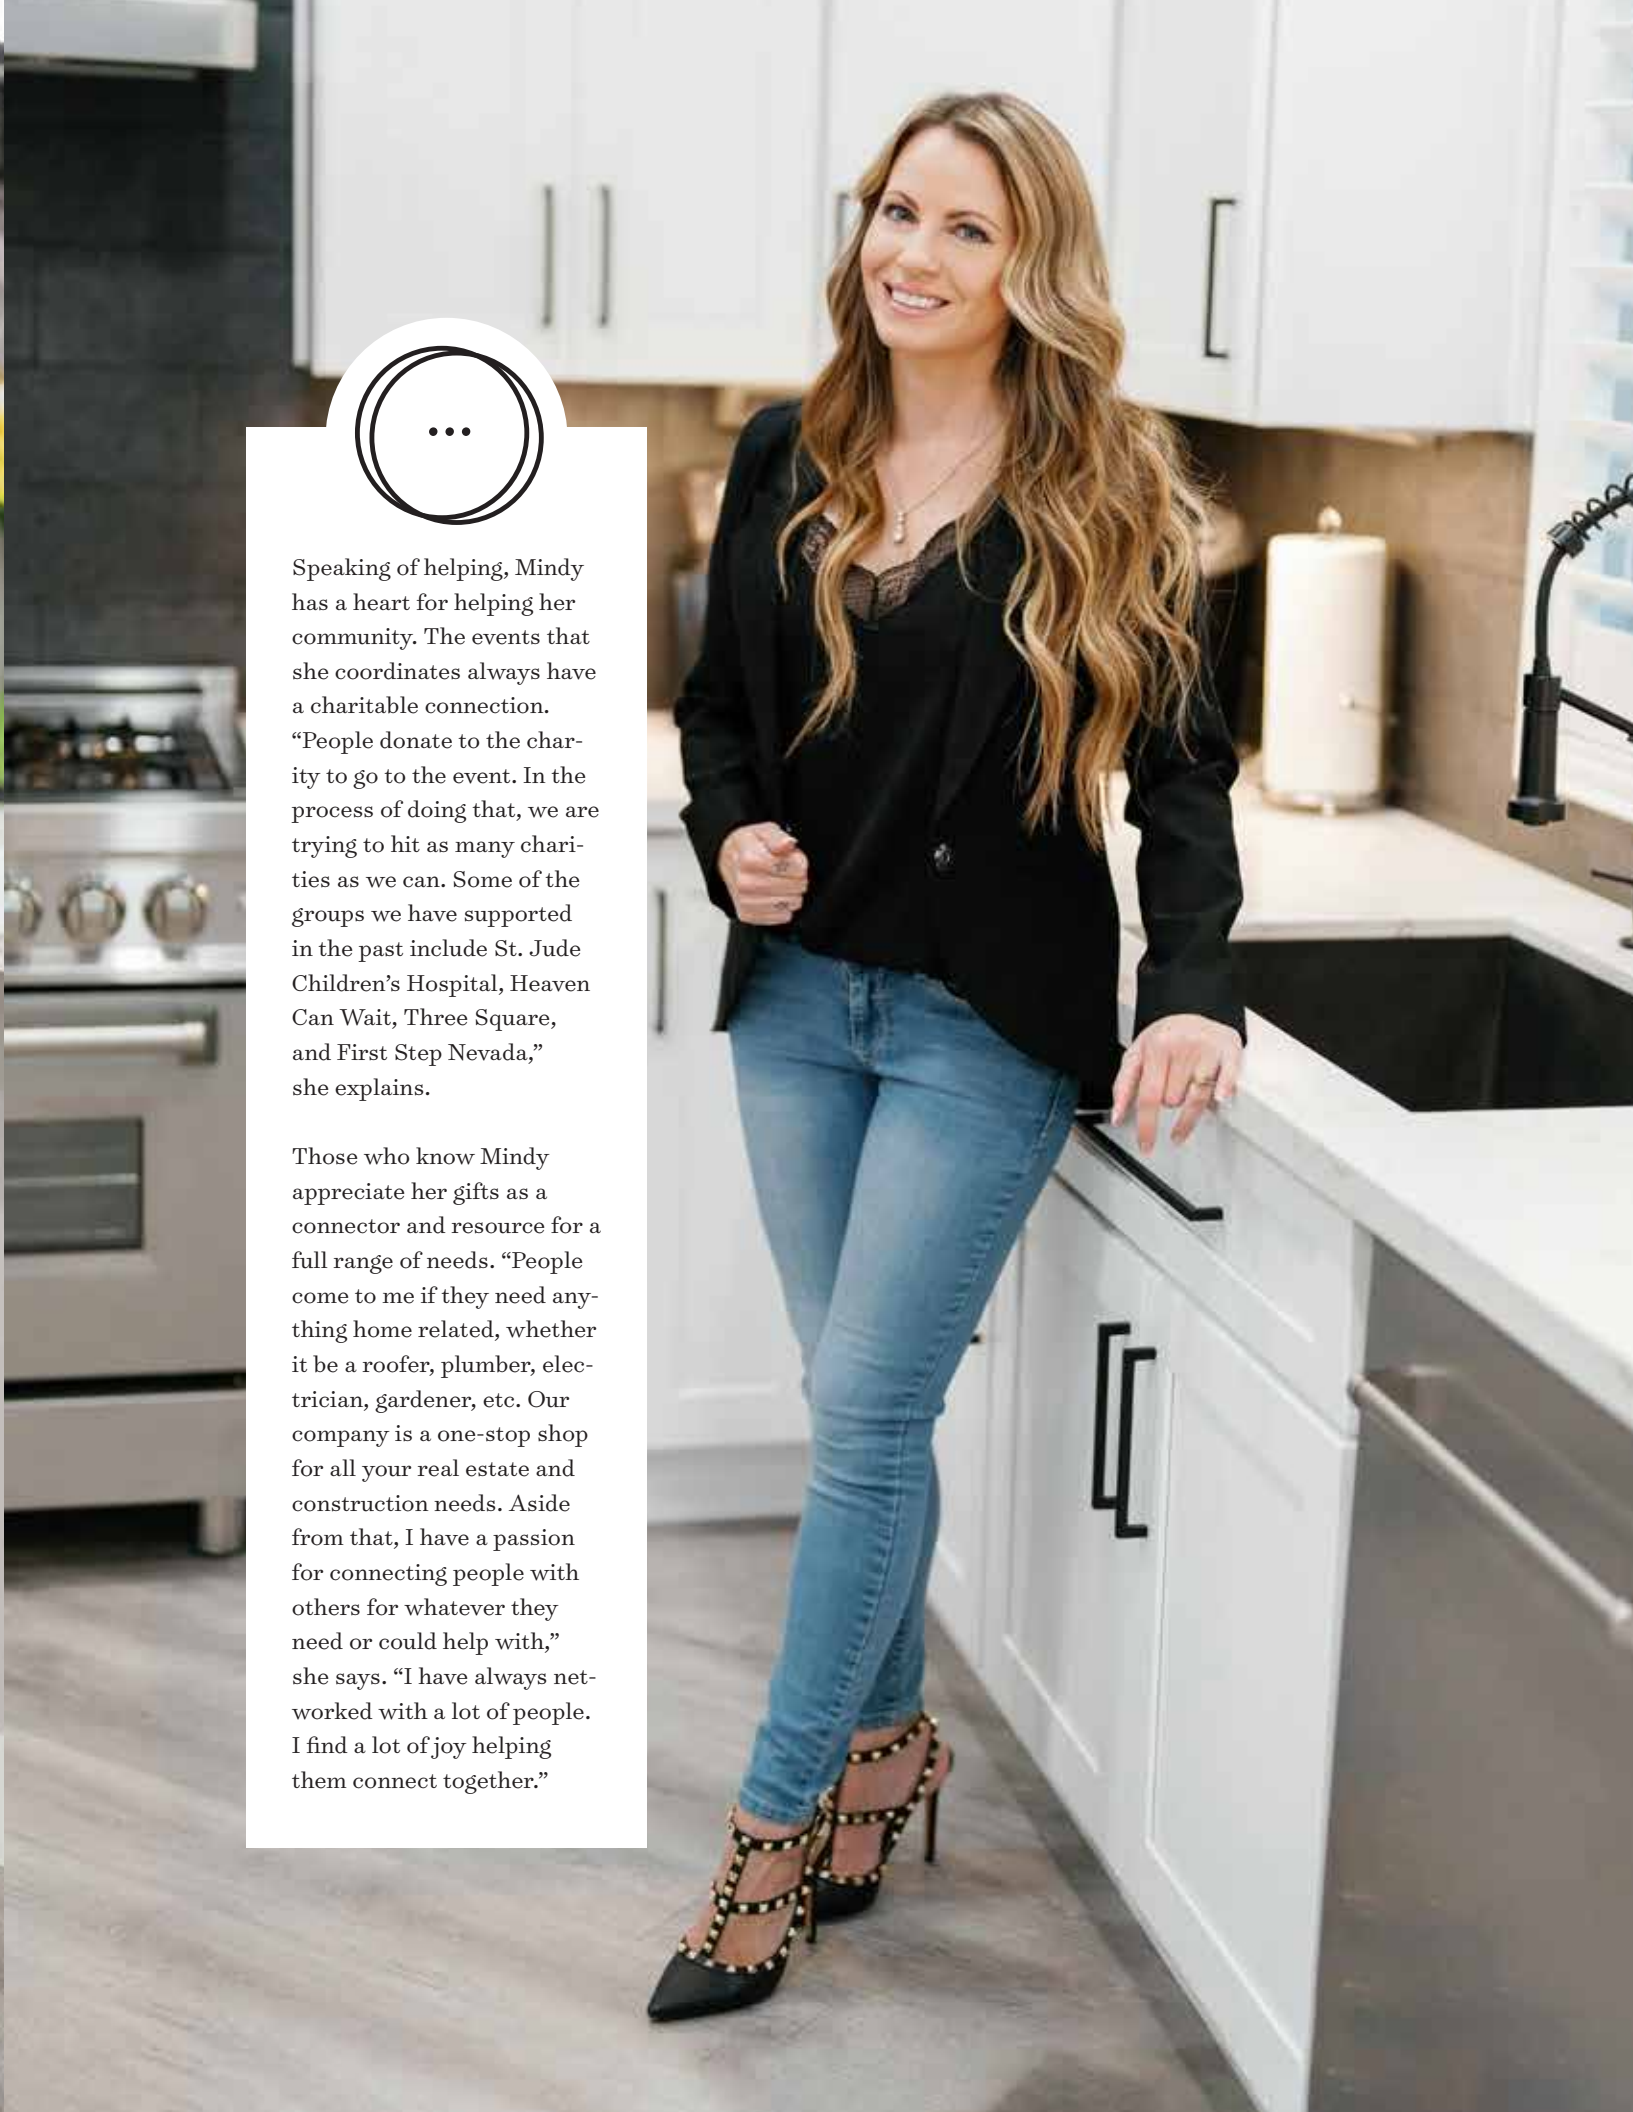 Speaking of helping, Mindy
has a heart for helping her
community. The events that
she coordinates always have
a charitable connection.
“People donate to the char-
ity to go to the event. In the
process of doing that, we are
trying to hit as many chari-
ties as we can. Some of the
groups we have supported
in the past include St. Jude
Children’s Hospital, Heaven
Can Wait, Three Square,
and First Step Nevada,”
she explains.
Those who know Mindy
appreciate her gifts as a
connector and resource for a
full range of needs. “People
come to me if they need any-
thing home related, whether
it be a roofer, plumber, elec-
trician, gardener, etc. Our
company is a one-stop shop
for all your real estate and
construction needs. Aside
from that, I have a passion
for connecting people with
others for whatever they
need or could help with,”
she says. “I have always net-
worked with a lot of people.
I find a lot of joy helping
them connect together.”